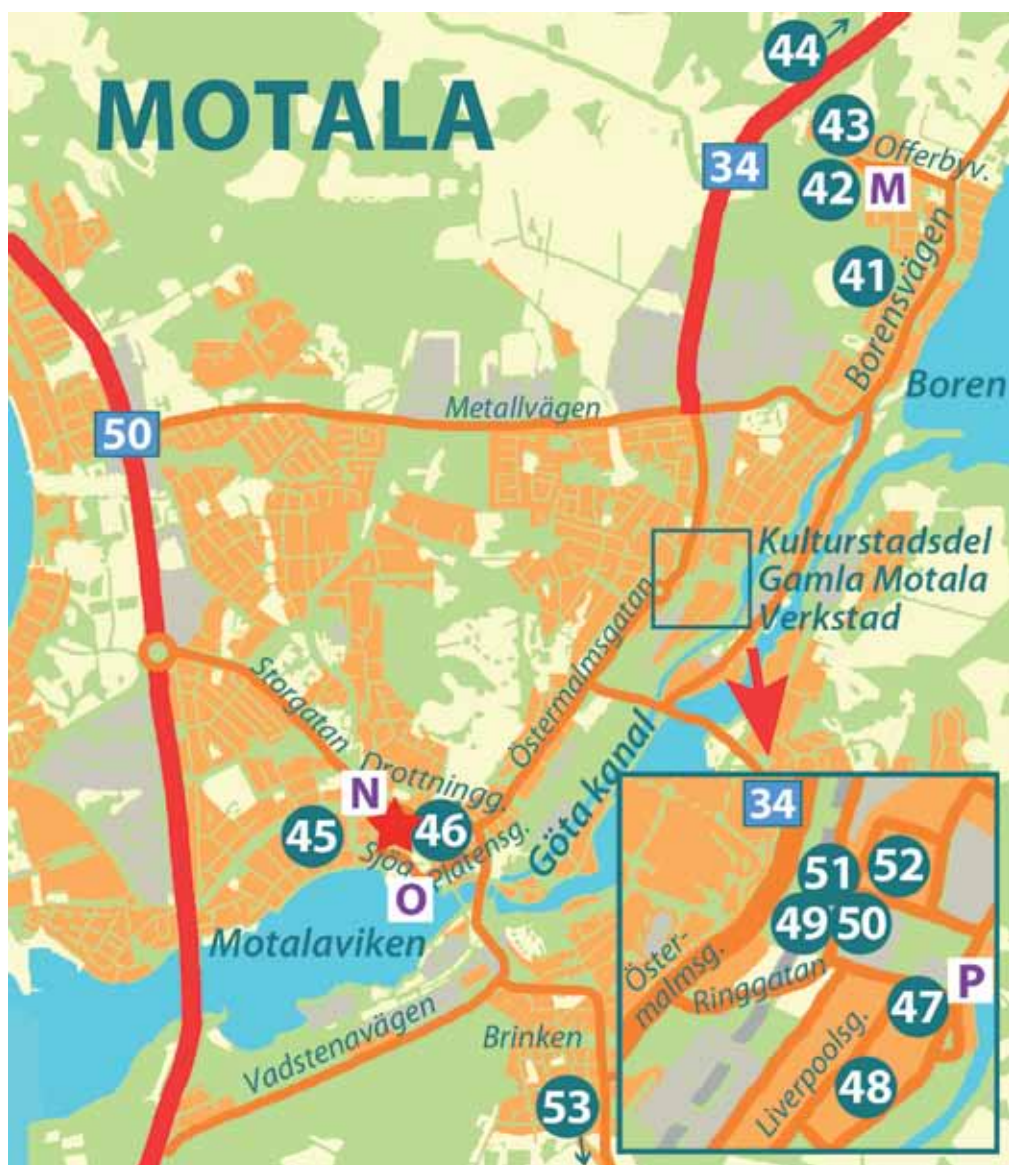 MOTALA
44
43
Offerbyv.
34
42
M
41
Borensvägen
Boren
Metallvägen
50
Kulturstadsdel
Gamla Motala
Verkstad
Östermalmsgatan
Storgatan
Drottningg.
N
45
46
Sjög.
Platensg.
O
Göta kanal
Motalaviken
Vadstenavägen
Brinken
53
34
51
52
49
50
Öster-
malmsg.
Ringgatan
P
47
Liverpoolsg.
48